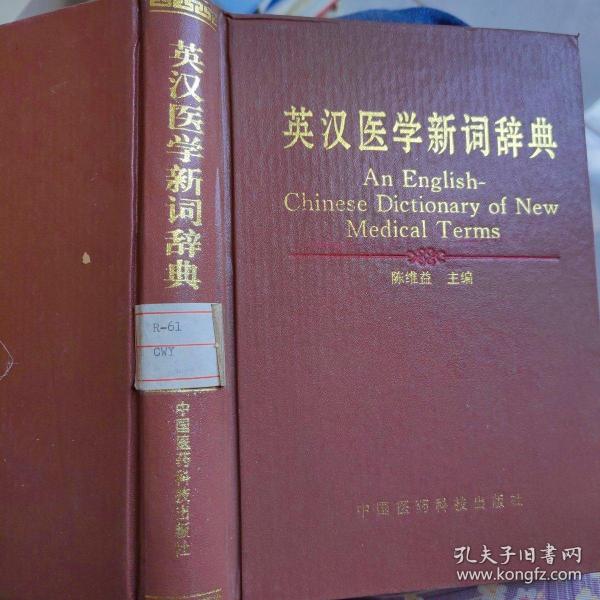 英汉医学新词辞典
R-61
CWY
中国医药科技出版社
英汉医学新词辞典
An English-
Chinese Dictionary of New
Medical Terms
陈维益 主编
中国医药科技出版社
孔夫子旧书网
www.kongfz.com